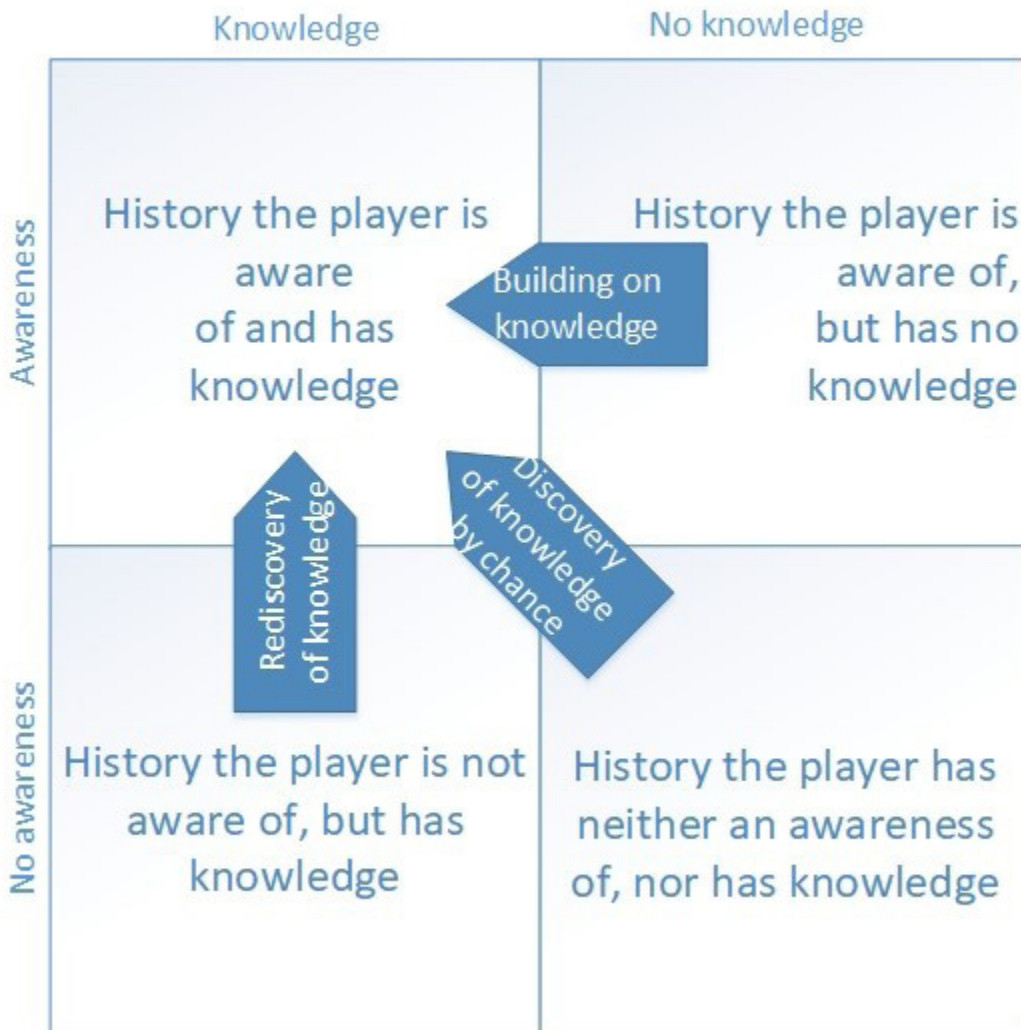 Knowledge
No knowledge
Awareness
History the player is
aware
of and has
knowledge
Building on
knowledge
History the player is
aware of,
but has no
knowledge
Rediscovery
of knowledge
Discovery
of knowledge
by chance
No awareness
History the player is not
aware of, but has
knowledge
History the player has
neither an awareness
of, nor has knowledge